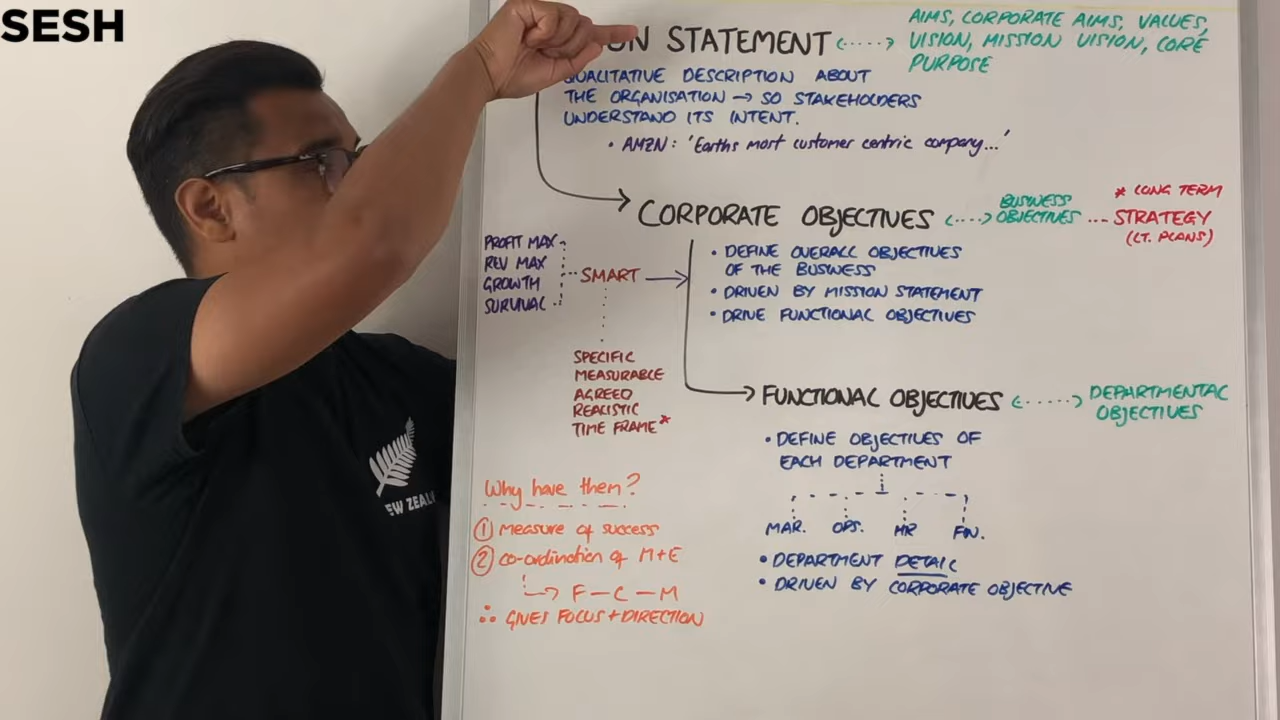 SESH
STATEMENT
AIMS, CORPORATE AIMS, VALUES,
VISION, MISSION VISION, CORE
PURPOSE
QUALITATIVE DESCRIPTION ABOUT
THE ORGANISATION → SO STAKEHOLDERS
UNDERSTAND ITS INTENT.
• AMZN: 'Earths most customer centric company...'
CORPORATE OBJECTIVES
BUSINESS
OBJECTIVES
* LONG TERM
STRATEGY
(LT. PLANS)
PROFIT MAX
REV MAX
GROWTH
SURVIVAL
SMART
• DEFINE OVERALL OBJECTIVES
OF THE BUSINESS
• DRIVEN BY MISSION STATEMENT
• DRIVE FUNCTIONAL OBJECTIVES
SPECIFIC
MEASURABLE
AGREED
REALISTIC
TIME FRAME*
FUNCTIONAL OBJECTIVES
DEPARTMENTAL
OBJECTIVES
• DEFINE OBJECTIVES OF
EACH DEPARTMENT
MAR. OPS. HR FIN.
• DEPARTMENT DETAIL
• DRIVEN BY CORPORATE OBJECTIVE
Why have them?
① measure of success
② co-ordination of M+E
F – C – M
∴ GIVES FOCUS + DIRECTION
EW ZEAL